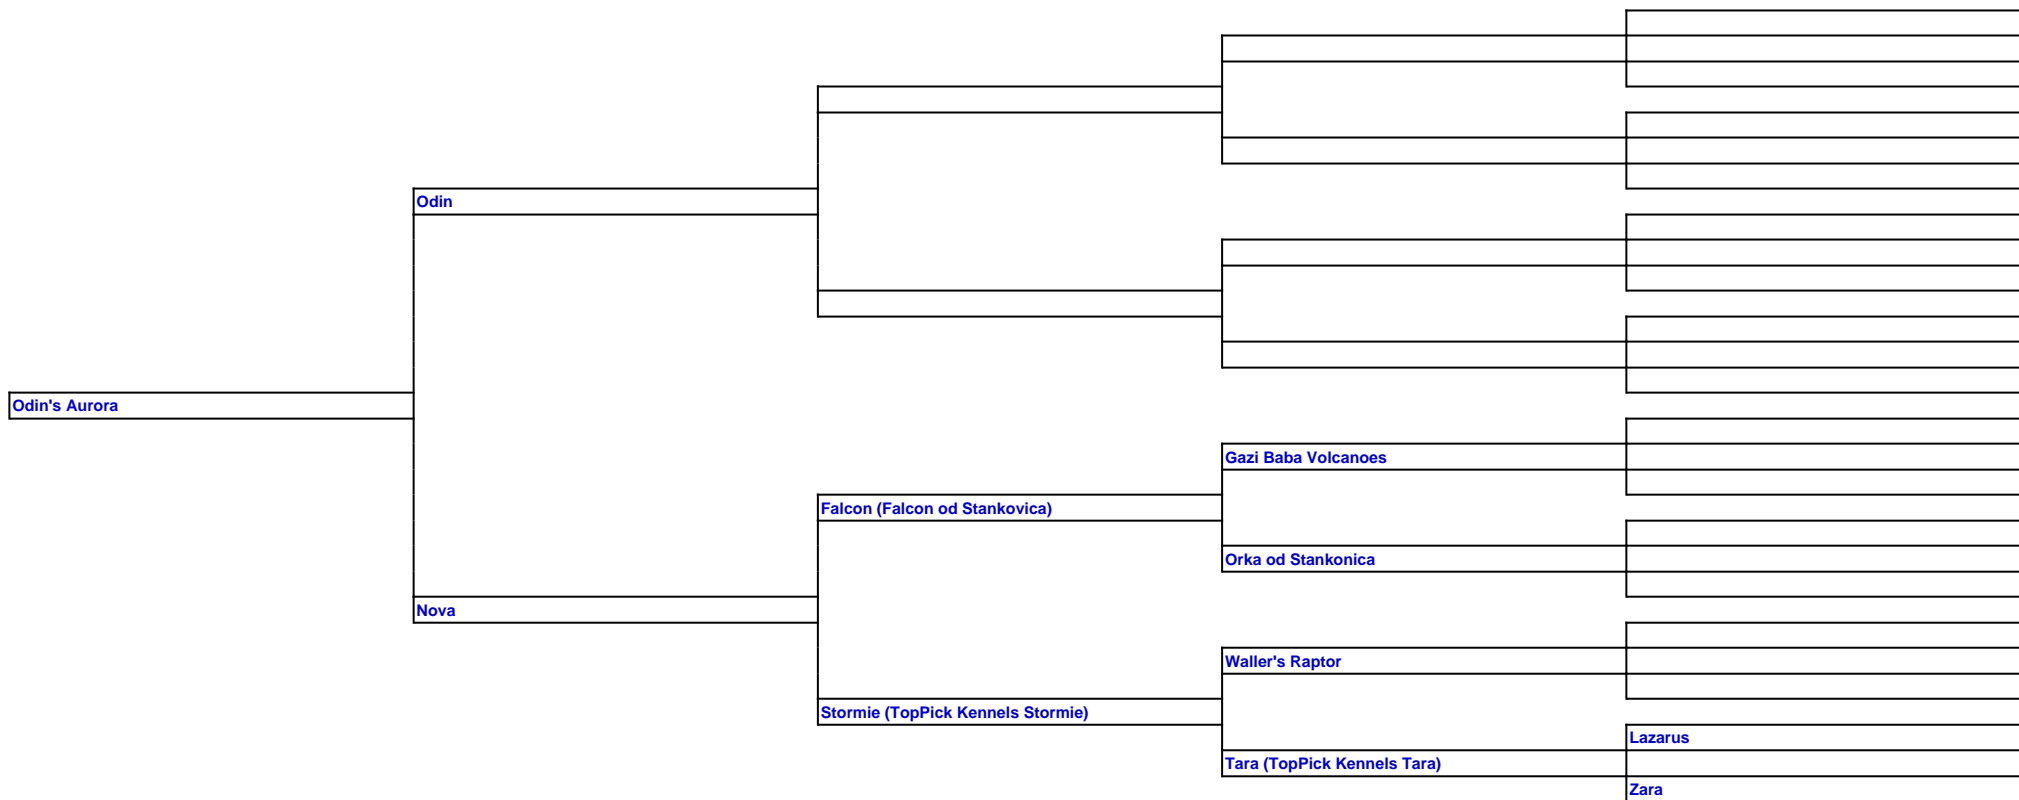 Odin
Odin's Aurora
Gazi Baba Volcanoes
Falcon (Falcon od Stankovica)
Orka od Stankonica
Nova
Waller's Raptor
Stormie (TopPick Kennels Stormie)
Lazarus
Tara (TopPick Kennels Tara)
Zara